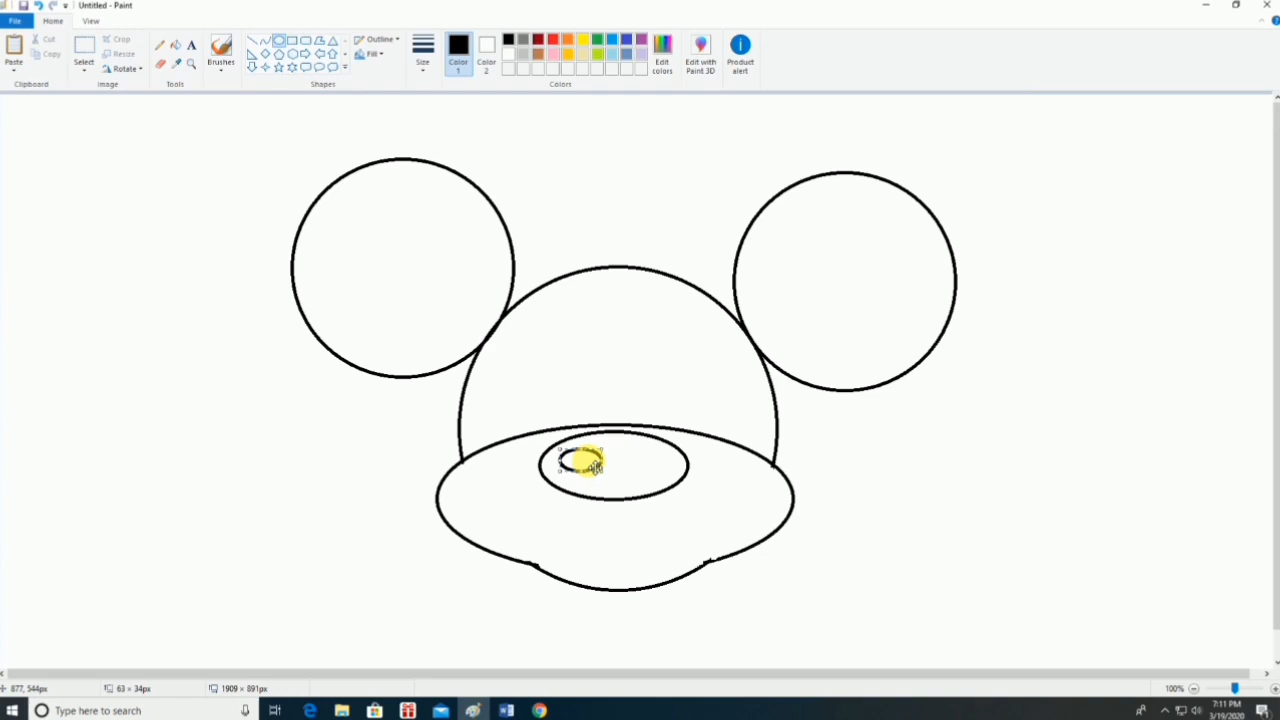 Untitled - Paint
File Home View
Paste
Cut
Copy
Clipboard
Select
Crop
Resize
Rotate
Image
Tools
Brushes
Outline
Fill
Shapes
Size
Color 1
Color 2
Edit colors
Colors
Edit with Paint 3D
Product alert
877, 544px
63 × 34px
1909 × 891px
100%
Type here to search
7:11 PM
3/19/2020